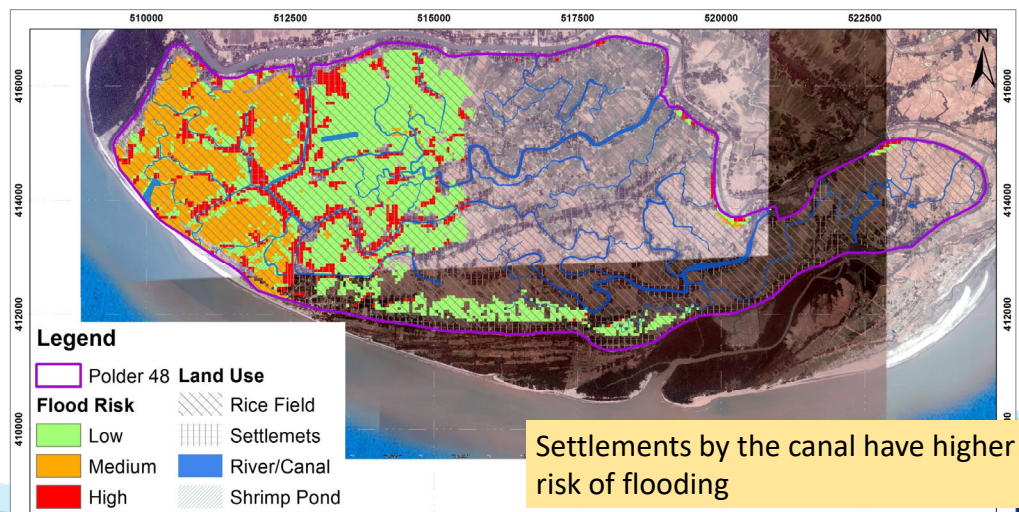 510000 512500 515000 517500 520000 522500
N
416000 416000
414000 414000
412000 412000
410000
Legend
Polder 48 Land Use
Flood Risk Rice Field
Low Settlemets
Medium River/Canal
High Shrimp Pond
Settlements by the canal have higher
risk of flooding